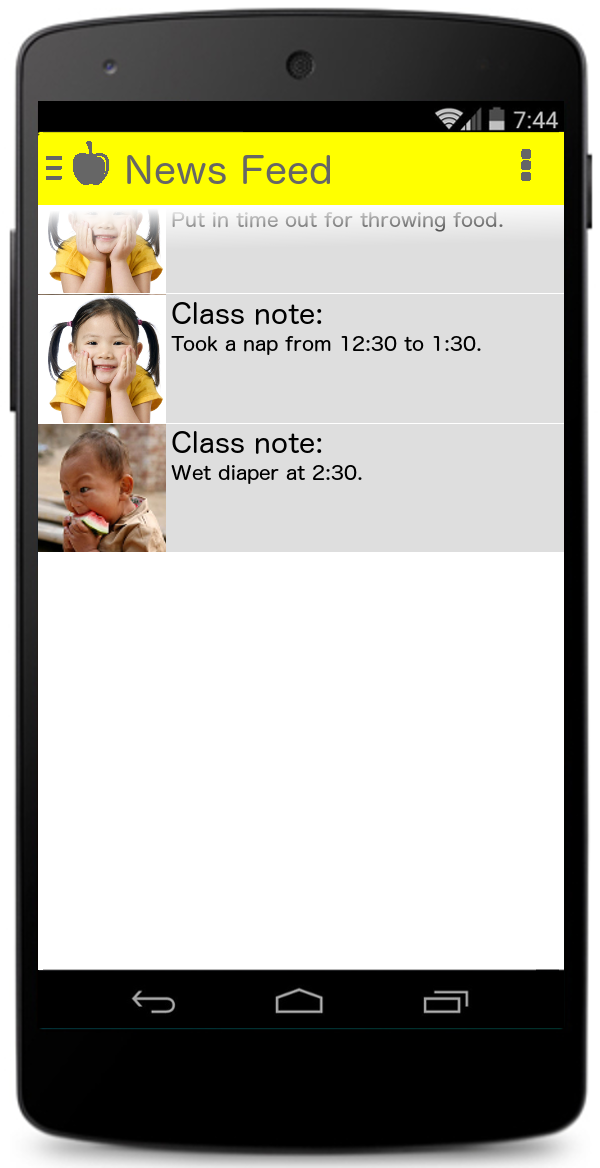 7:44
News Feed
Put in time out for throwing food.
Class note:
Took a nap from 12:30 to 1:30.
Class note:
Wet diaper at 2:30.